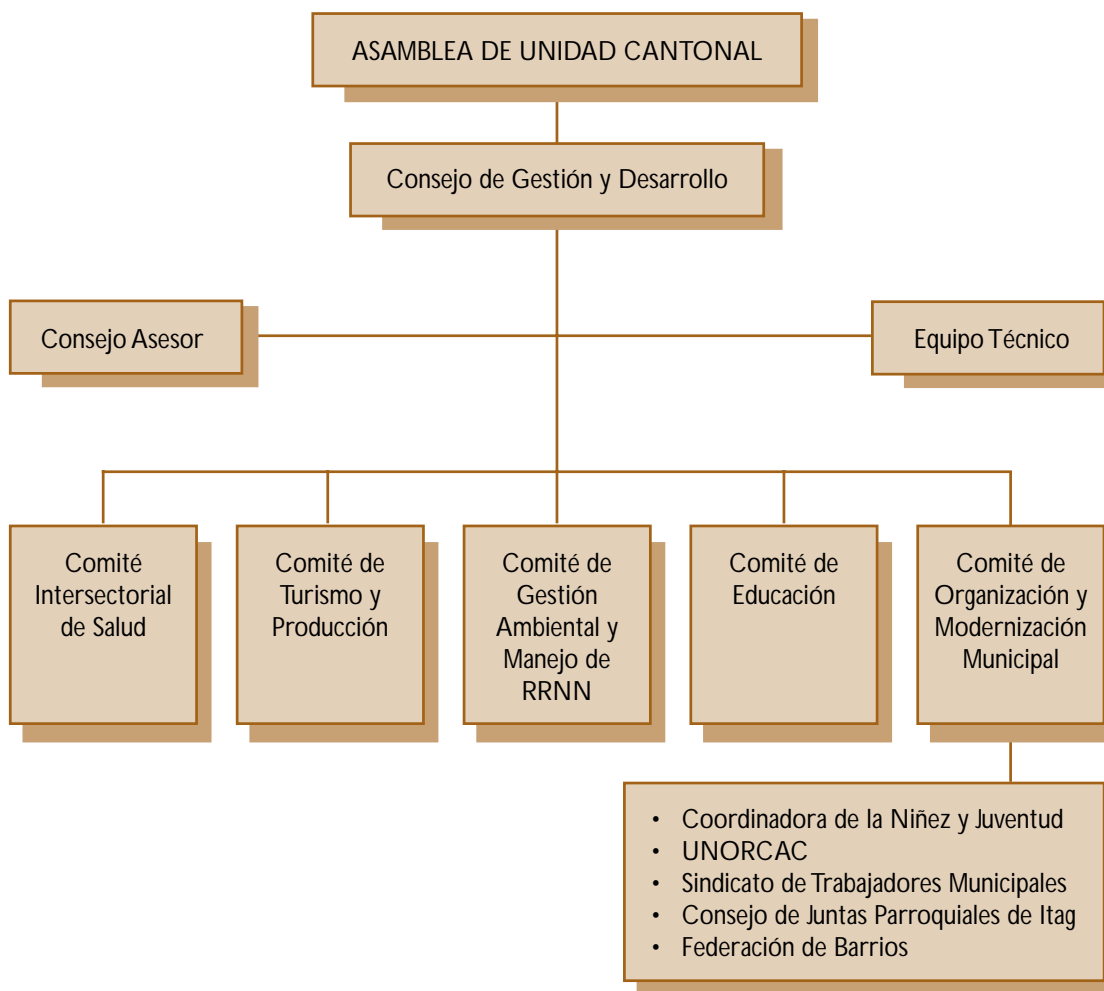 ASAMBLEA DE UNIDAD CANTONAL
Consejo de Gestión y Desarrollo
Consejo Asesor
Equipo Técnico
Comité
Intersectorial
de Salud
Comité de
Turismo y
Producción
Comité de
Gestión
Ambiental y
Manejo de
RRNN
Comité de
Educación
Comité de
Organización y
Modernización
Municipal
• Coordinadora de la Niñez y Juventud
• UNORCAC
• Sindicato de Trabajadores Municipales
• Consejo de Juntas Parroquiales de Itag
• Federación de Barrios